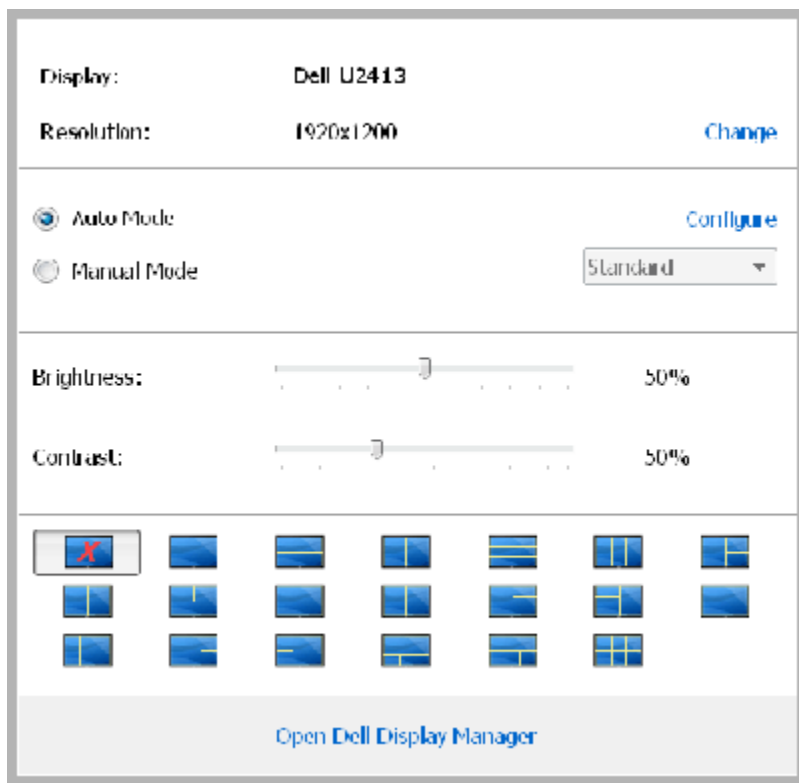 Display: Dell U2413
Resolution: 1920x1200 Change
Auto Mode Configure
Manual Mode Standard
Brightness: 50%
Contrast: 50%
Open Dell Display Manager